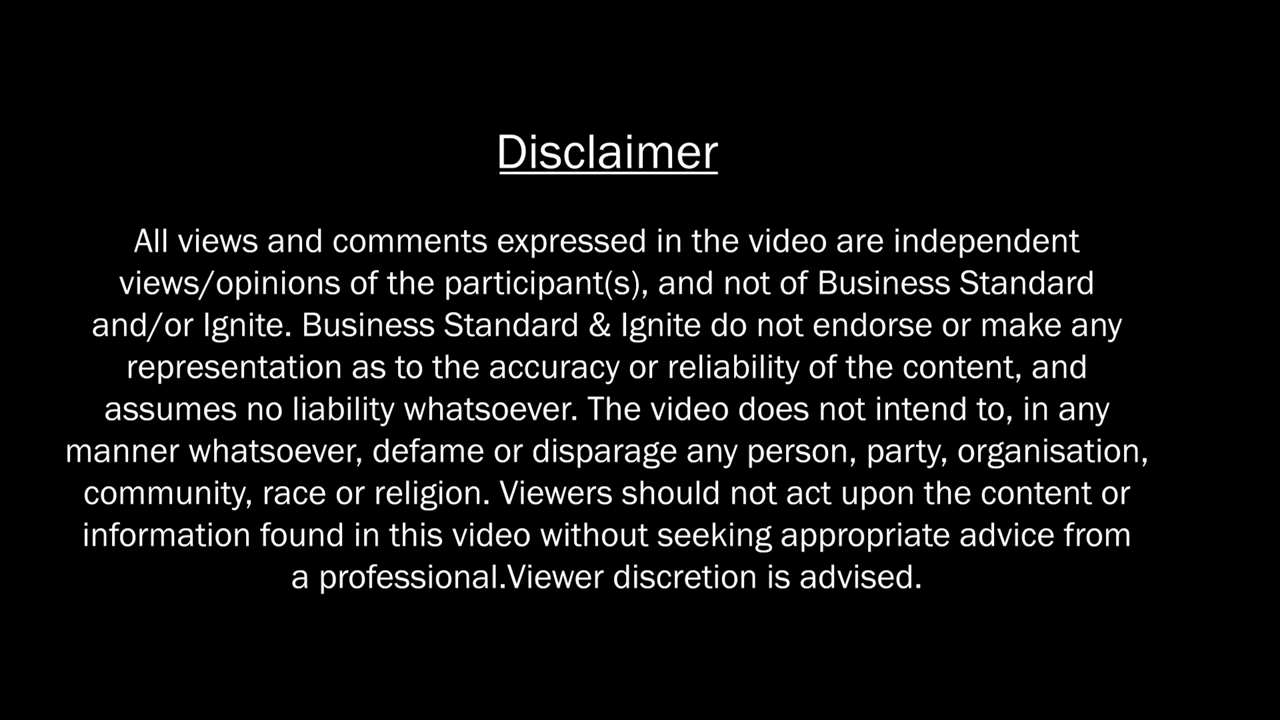 Disclaimer
All views and comments expressed in the video are independent
views/opinions of the participant(s), and not of Business Standard
and/or Ignite. Business Standard & Ignite do not endorse or make any
representation as to the accuracy or reliability of the content, and
assumes no liability whatsoever. The video does not intend to, in any
manner whatsoever, defame or disparage any person, party, organisation,
community, race or religion. Viewers should not act upon the content or
information found in this video without seeking appropriate advice from
a professional.Viewer discretion is advised.